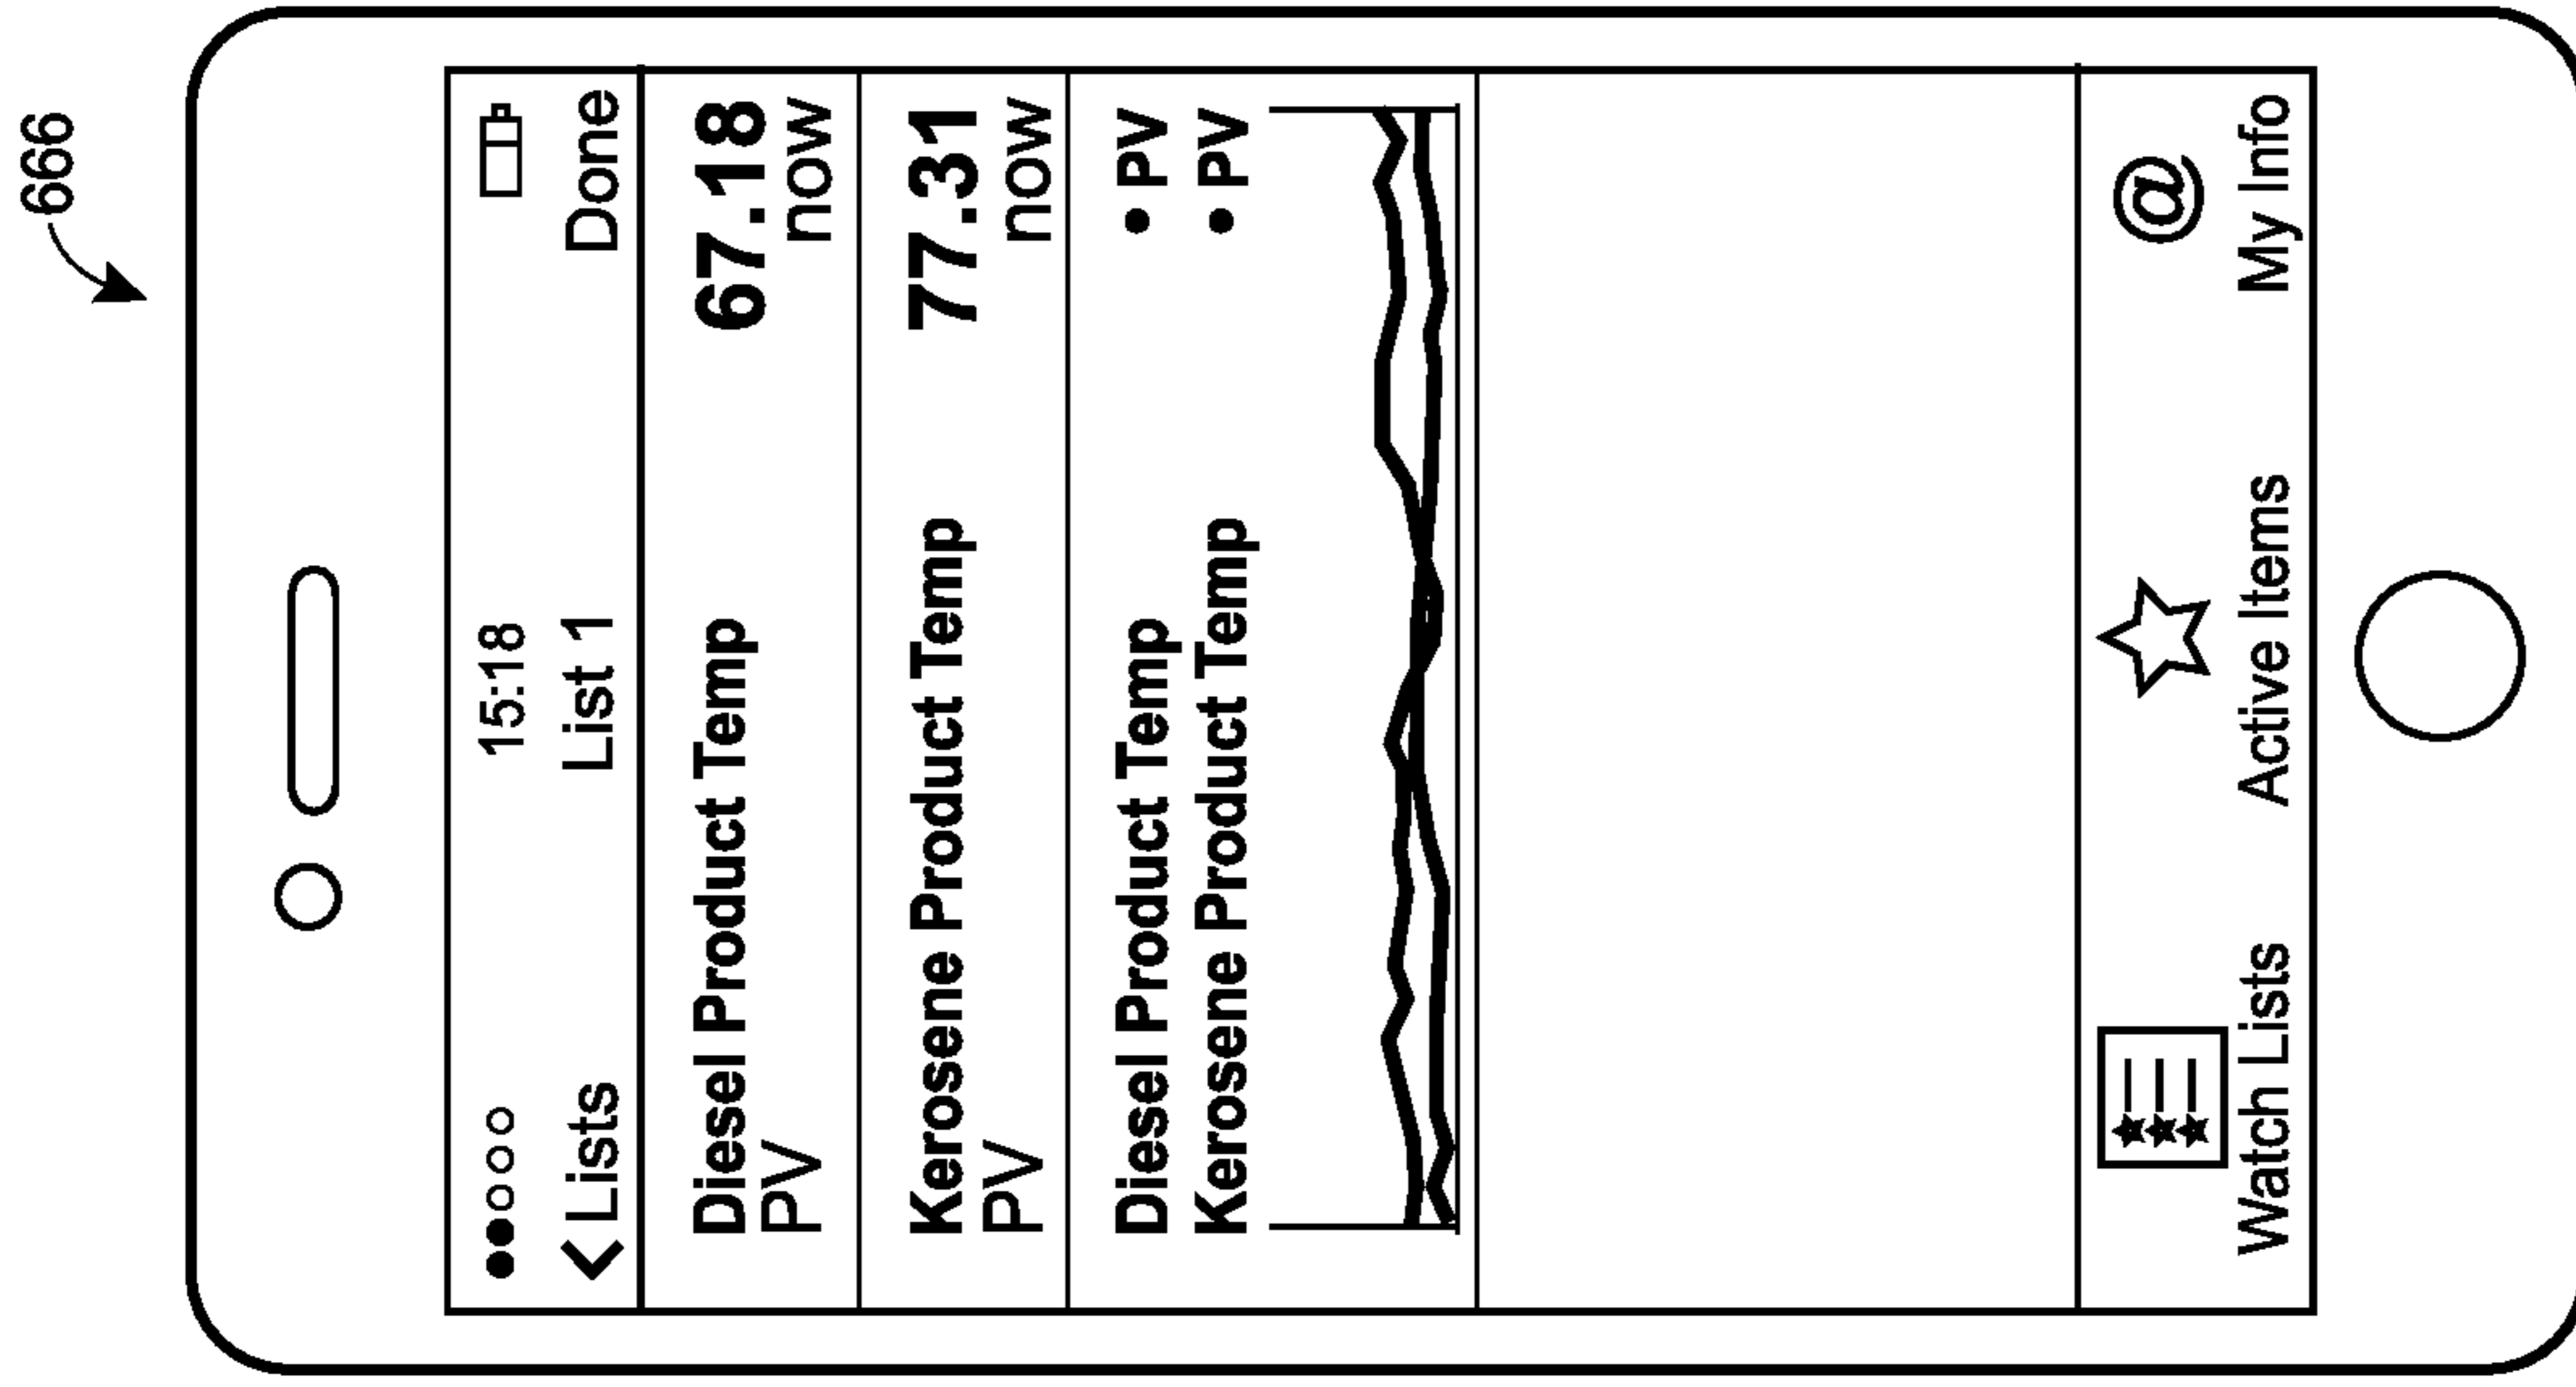 666
15:18
Lists List 1 Done
Diesel Product Temp 67.18
PV now
Kerosene Product Temp 77.31
PV now
Diesel Product Temp • PV
Kerosene Product Temp • PV
@
Watch Lists Active Items My Info